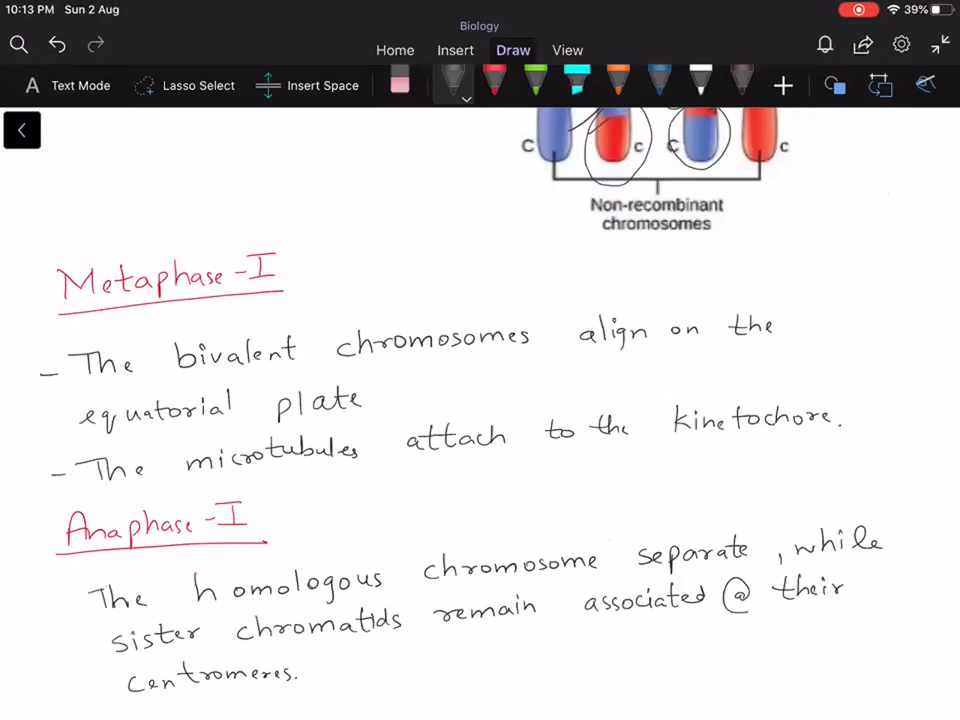 10:13 PM Sun 2 Aug
39%
Biology
Home Insert Draw View
A Text Mode Lasso Select Insert Space
C c C c
Non-recombinant
chromosomes
Metaphase - I
- The bivalent chromosomes align on the
equatorial plate
- The microtubules attach to the kinetochore.
Anaphase - I
The homologous chromosome separate, while
sister chromatids remain associated @ their
centromeres.